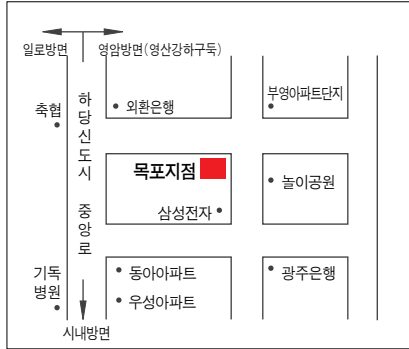 일로방면
영암방면(영산강하구둑)
축협
하당신도시 중앙로
외환은행
부영아파트단지
목포지점
놀이공원
삼성전자
기독
병원
동아아파트
우성아파트
광주은행
시내방면